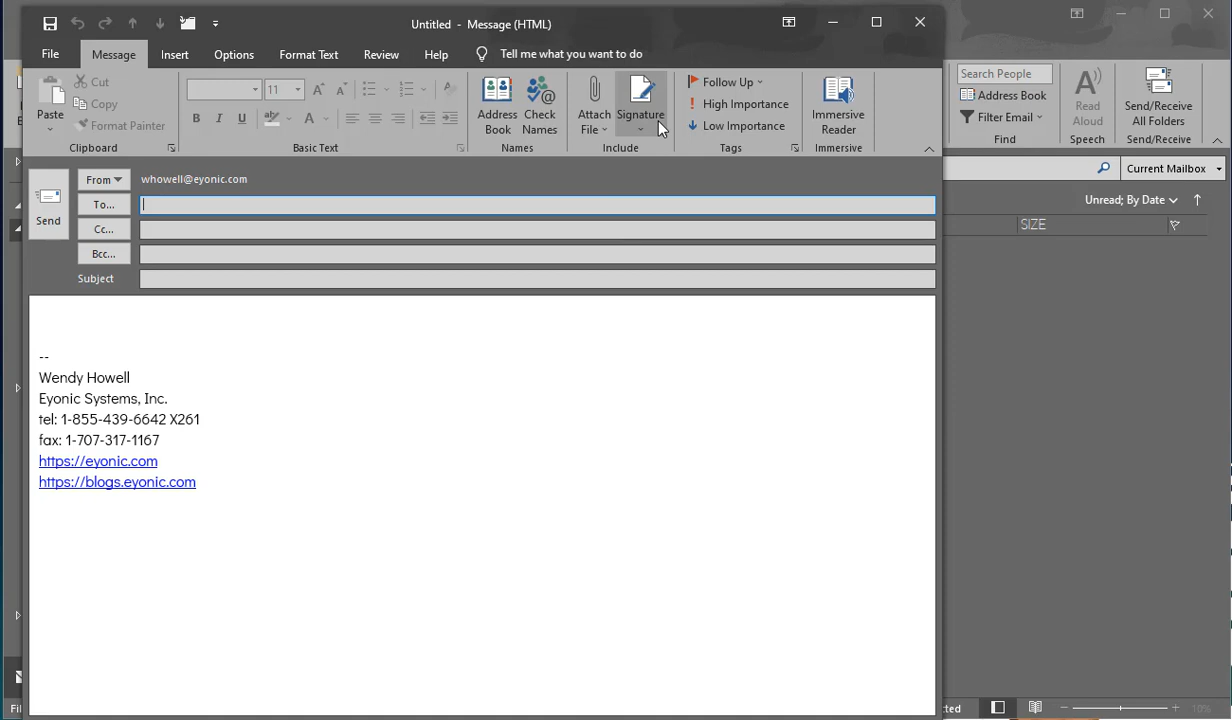 Untitled - Message (HTML)
File Message Insert Options Format Text Review Help Tell me what you want to do
Paste
Cut
Copy
Format Painter
Clipboard
11
B I U
A
Basic Text
Address Book
Check Names
Names
Attach File
Signature
Include
Follow Up
High Importance
Low Importance
Tags
Immersive Reader
Immersive
Search People
Address Book
Filter Email
Find
Read Aloud
Speech
Send/Receive All Folders
Send/Receive
Current Mailbox
Unread; By Date
SIZE
Send
From whowell@eyonic.com
To...
Cc...
Bcc...
Subject
--
Wendy Howell
Eyonic Systems, Inc.
tel: 1-855-439-6642 X261
fax: 1-707-317-1167
https://eyonic.com
https://blogs.eyonic.com
10%